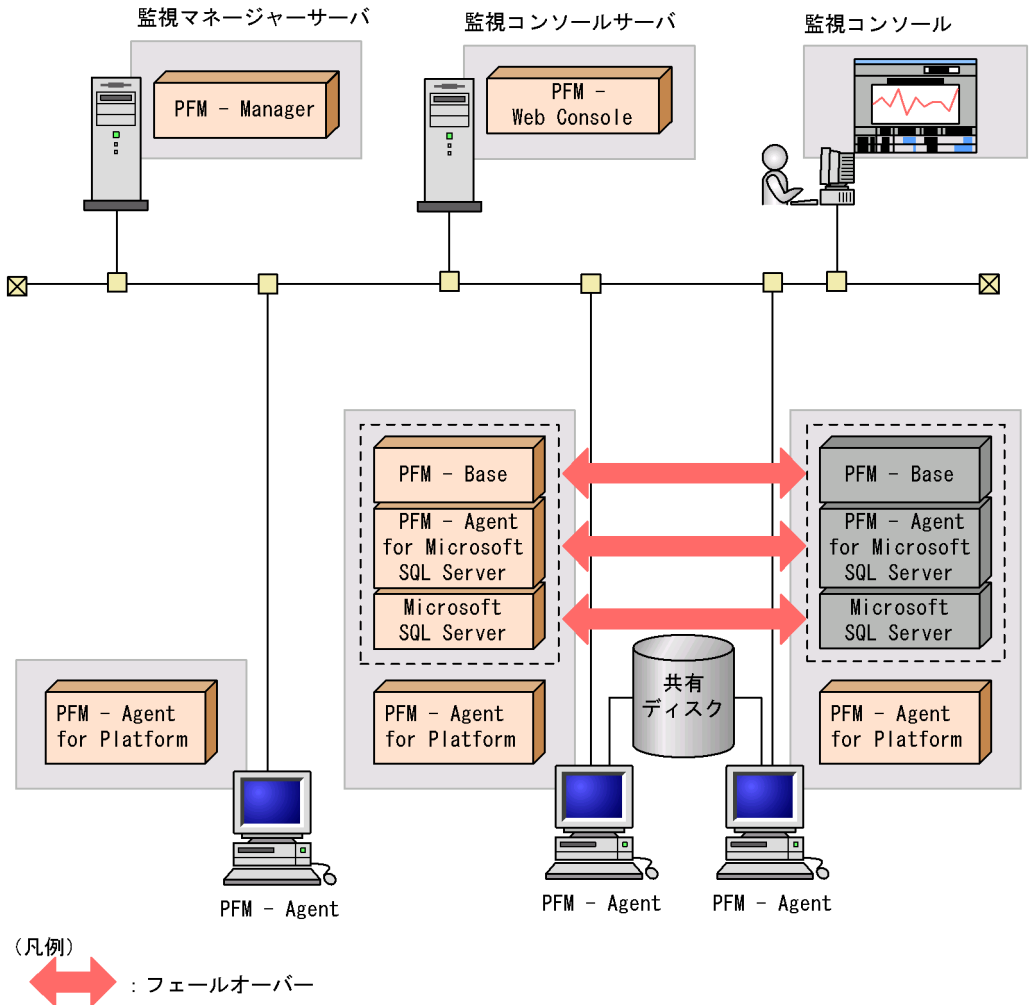 監視マネージャーサーバ
監視コンソールサーバ
監視コンソール
PFM - Manager
PFM -
Web Console
PFM - Base
PFM - Agent
for Microsoft
SQL Server
Microsoft
SQL Server
PFM - Base
PFM - Agent
for Microsoft
SQL Server
Microsoft
SQL Server
共有
ディスク
PFM - Agent
for Platform
PFM - Agent
for Platform
PFM - Agent
for Platform
PFM - Agent
PFM - Agent
PFM - Agent
(凡例)
: フェールオーバー